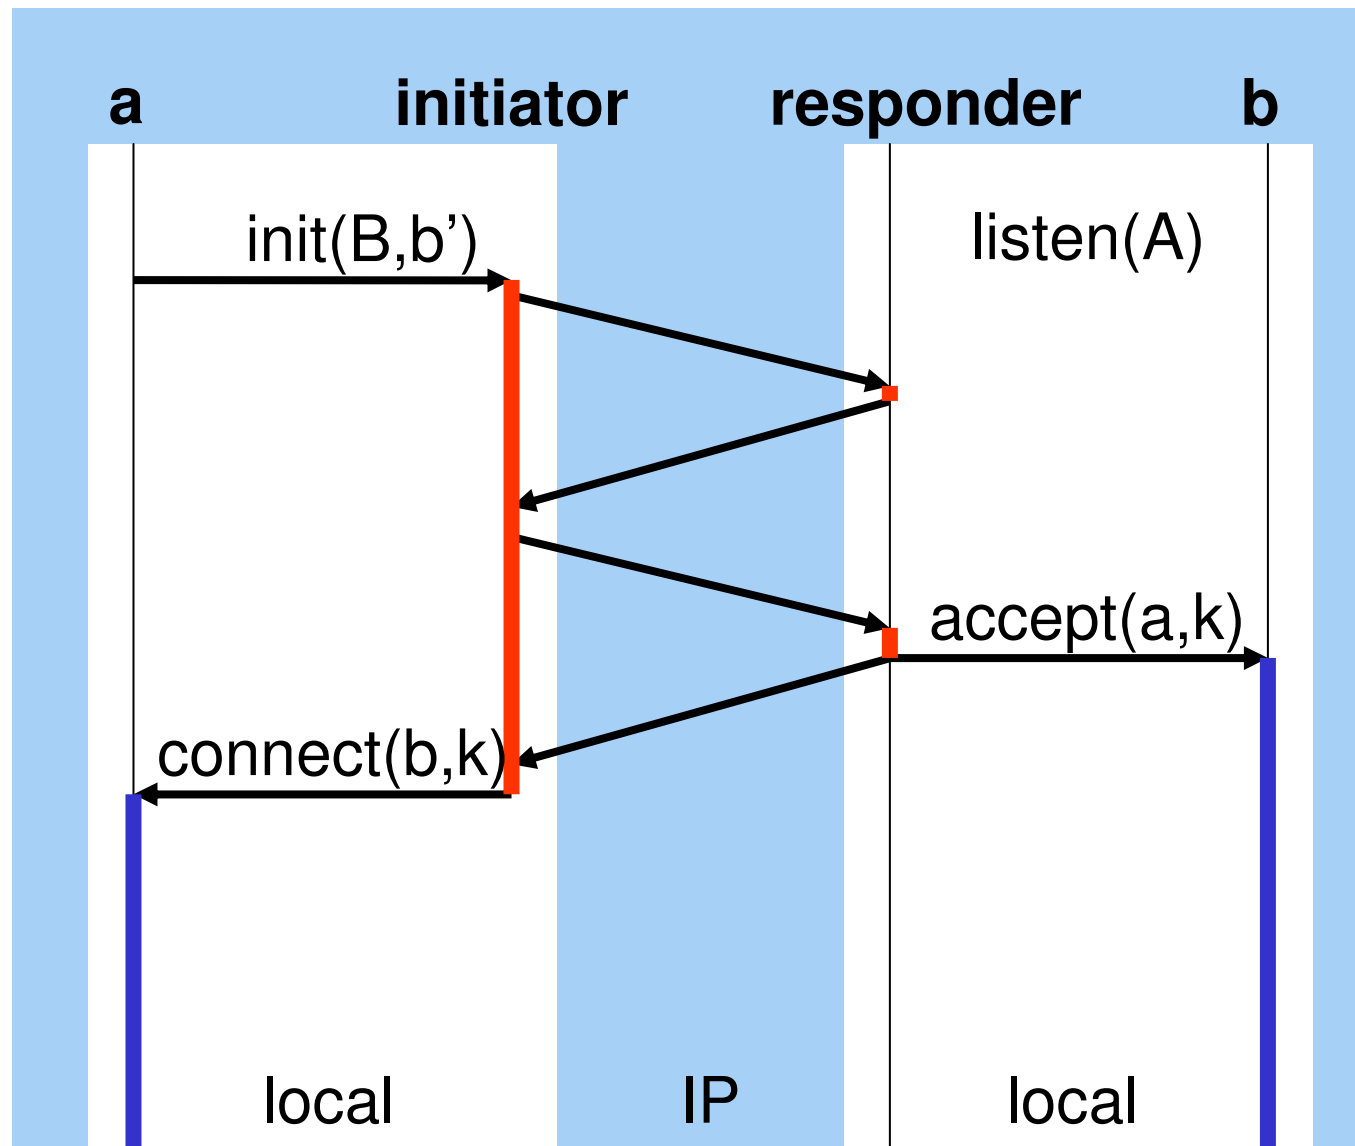 a initiator responder b
init(B,b’) listen(A)
accept(a,k)
connect(b,k)
local IP local